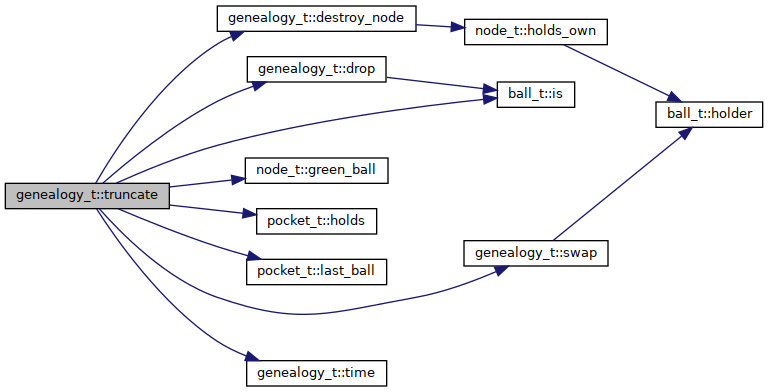 genealogy_t::destroy_node
node_t::holds_own
genealogy_t::drop
ball_t::is
ball_t::holder
node_t::green_ball
genealogy_t::truncate
pocket_t::holds
genealogy_t::swap
pocket_t::last_ball
genealogy_t::time